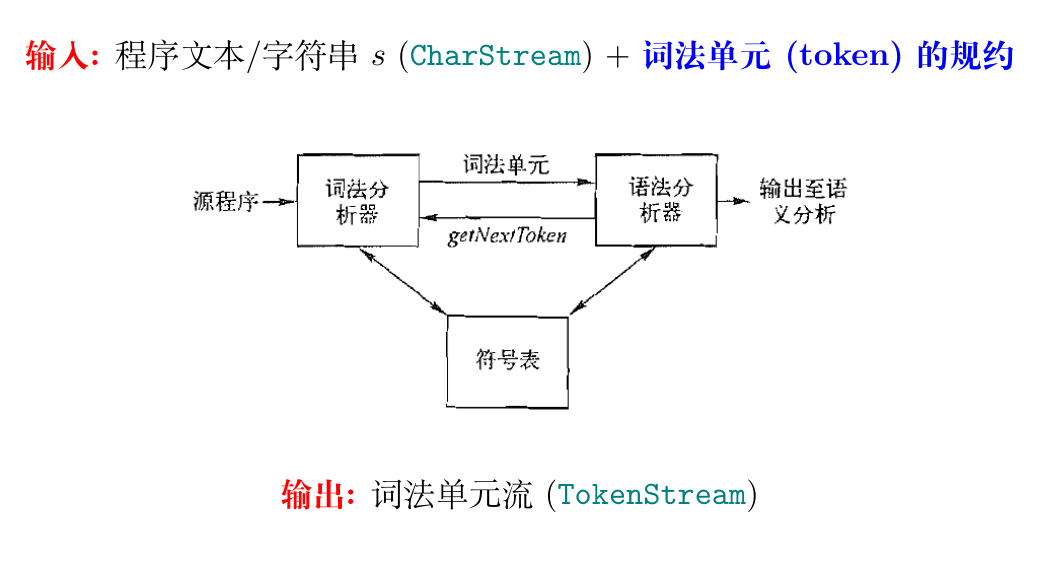 输入: 程序文本/字符串 s (CharStream) + 词法单元 (token) 的规约
源程序
词法分
析器
词法单元
getNextToken
语法分
析器
输出至语
义分析
符号表
输出: 词法单元流 (TokenStream)